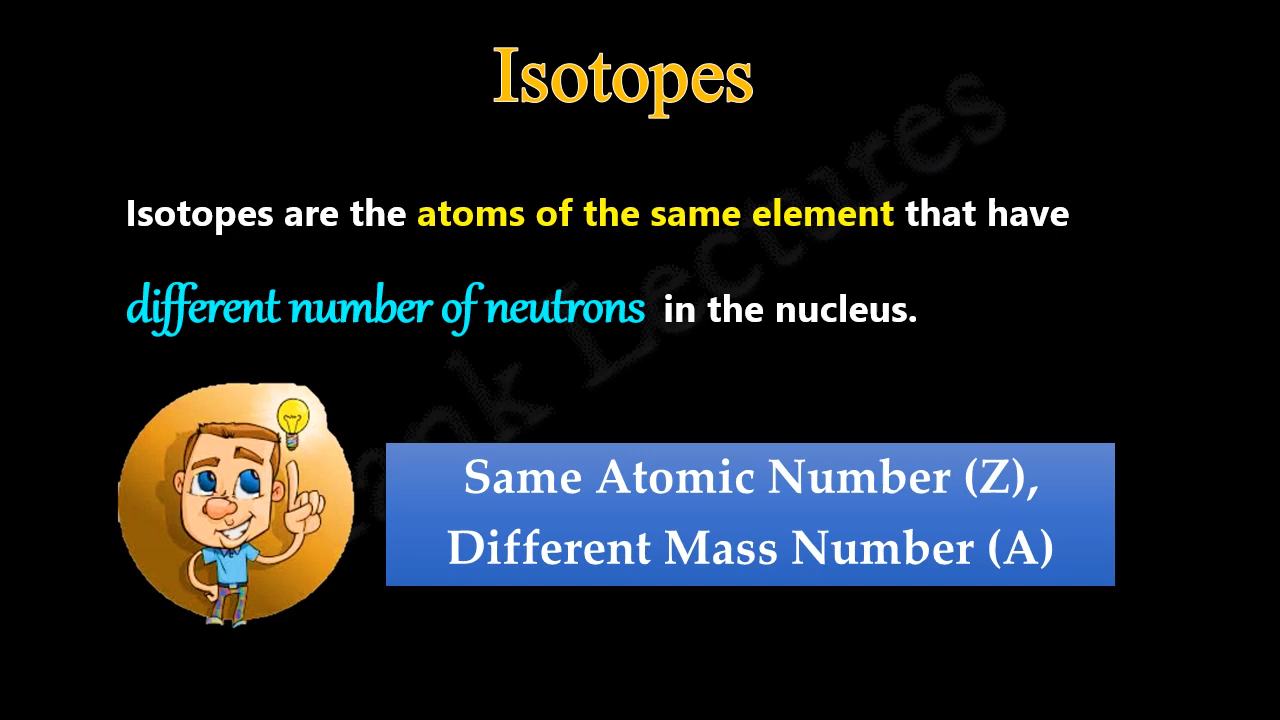 Isotopes
Isotopes are the atoms of the same element that have
different number of neutrons in the nucleus.
Same Atomic Number (Z),
Different Mass Number (A)
Lectures